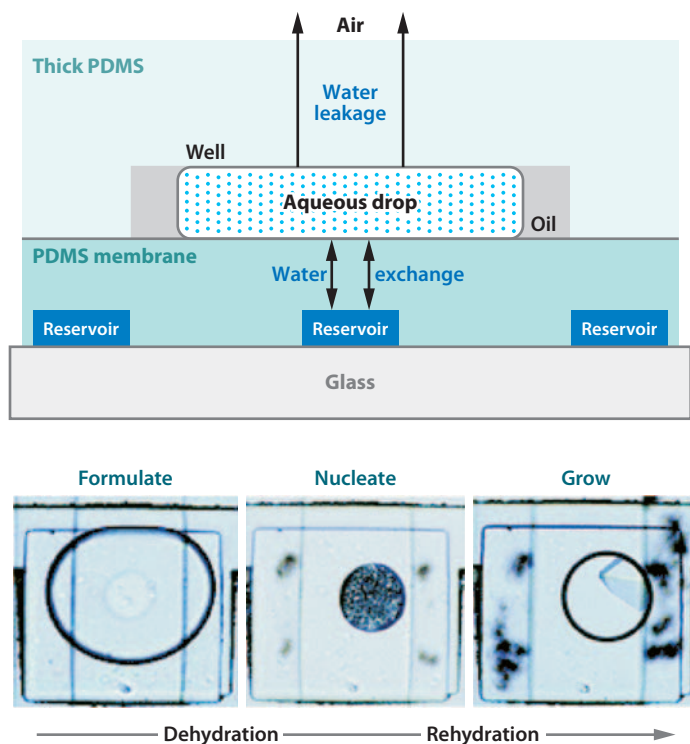 Air
Thick PDMS
Water
leakage
Well
Aqueous drop
Oil
PDMS membrane
Water exchange
Reservoir Reservoir Reservoir
Glass
Formulate Nucleate Grow
Dehydration Rehydration